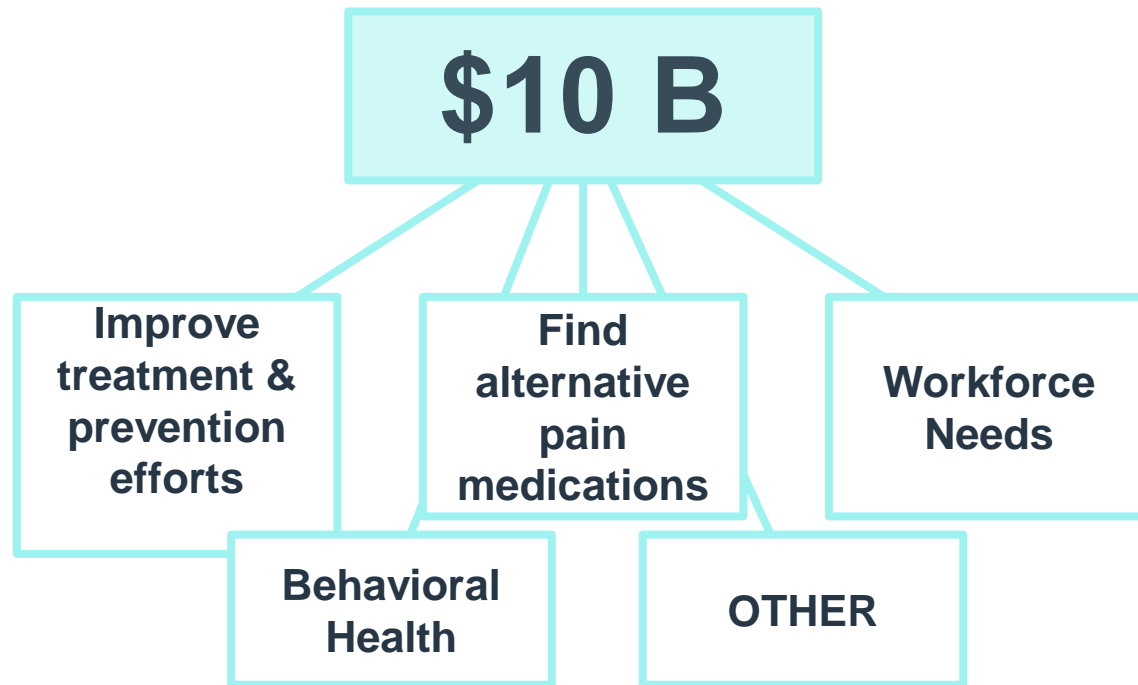 $10 B
Improve
treatment &
prevention
efforts
Find
alternative
pain
medications
Workforce
Needs
Behavioral
Health
OTHER